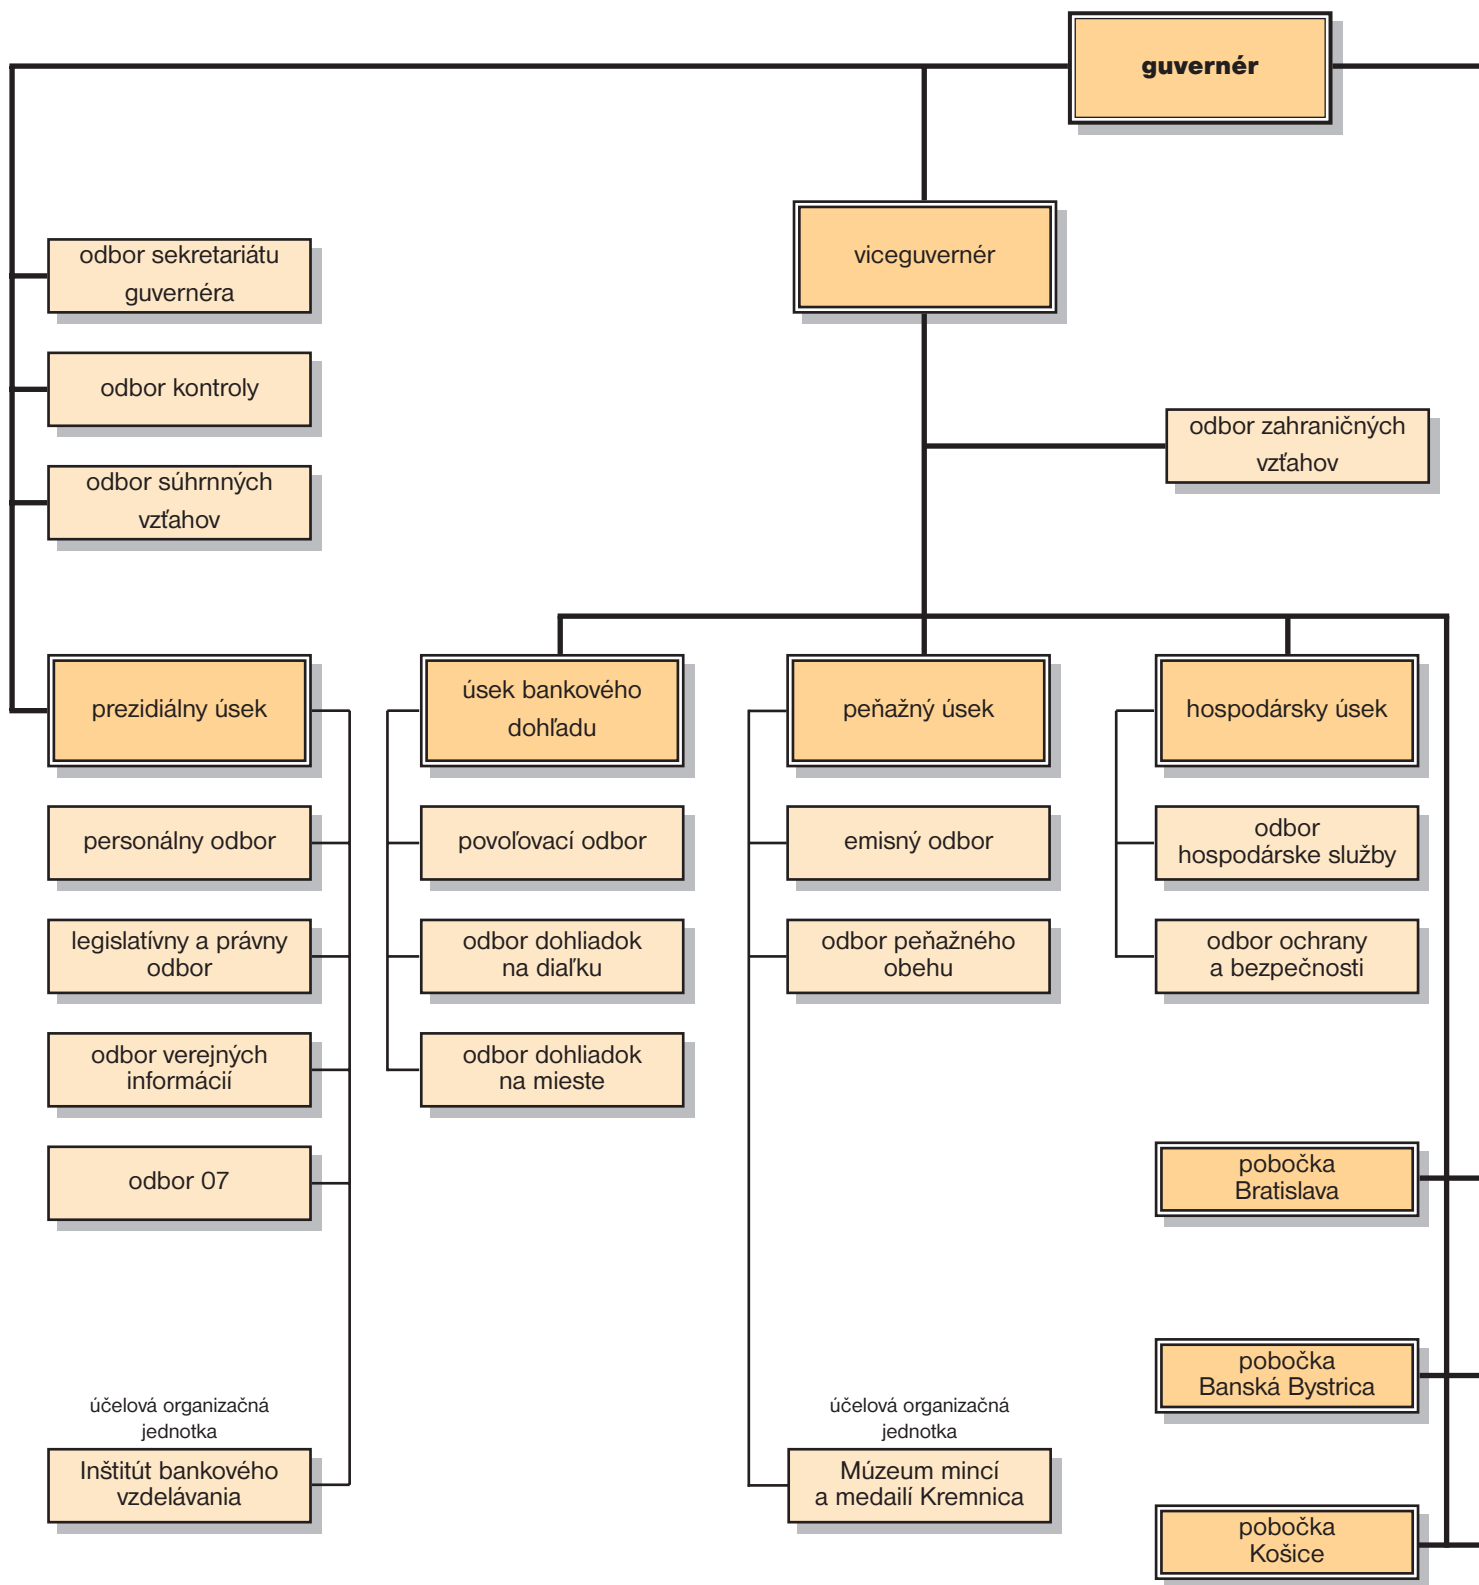 guvernér
viceguvernér
odbor sekretariátu
guvernéra
odbor kontroly
odbor zahraničných
vzťahov
odbor súhrnných
vzťahov
prezidiálny úsek
úsek bankového
dohľadu
peňažný úsek
hospodársky úsek
personálny odbor
povoľovací odbor
emisný odbor
odbor
hospodárske služby
legislatívny a právny
odbor
odbor dohliadok
na diaľku
odbor peňažného
obehu
odbor ochrany
a bezpečnosti
odbor verejných
informácií
odbor dohliadok
na mieste
odbor 07
pobočka
Bratislava
pobočka
Banská Bystrica
účelová organizačná
jednotka
Inštitút bankového
vzdelávania
účelová organizačná
jednotka
Múzeum mincí
a medailí Kremnica
pobočka
Košice